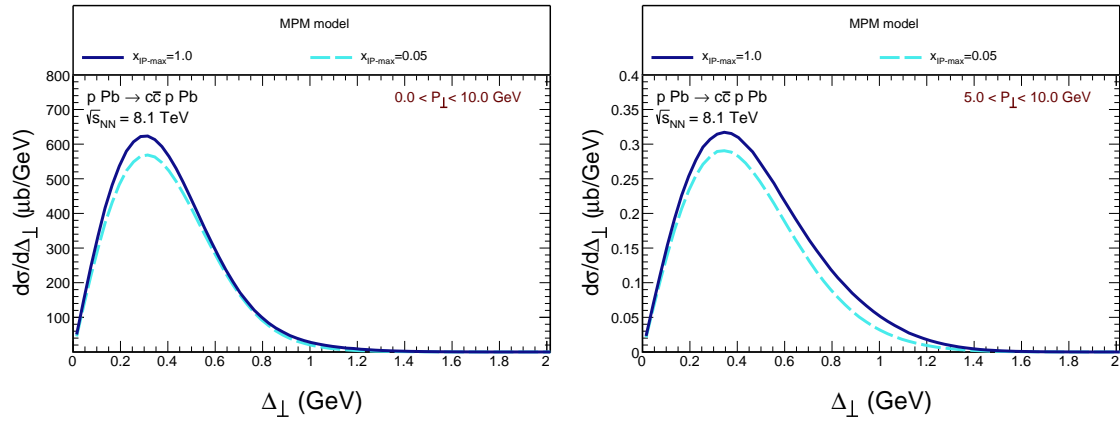 MPM model
x_IP-max=1.0 x_IP-max=0.05
p Pb → cc̅ p Pb
√s_NN = 8.1 TeV
0.0 < P_⊥ < 10.0 GeV
dσ/dΔ_⊥ (μb/GeV)
800
700
600
500
400
300
200
100
0 0.2 0.4 0.6 0.8 1 1.2 1.4 1.6 1.8 2
Δ_⊥ (GeV)
MPM model
x_IP-max=1.0 x_IP-max=0.05
p Pb → cc̅ p Pb
√s_NN = 8.1 TeV
5.0 < P_⊥ < 10.0 GeV
dσ/dΔ_⊥ (μb/GeV)
0.4
0.35
0.3
0.25
0.2
0.15
0.1
0.05
0
0 0.2 0.4 0.6 0.8 1 1.2 1.4 1.6 1.8 2
Δ_⊥ (GeV)